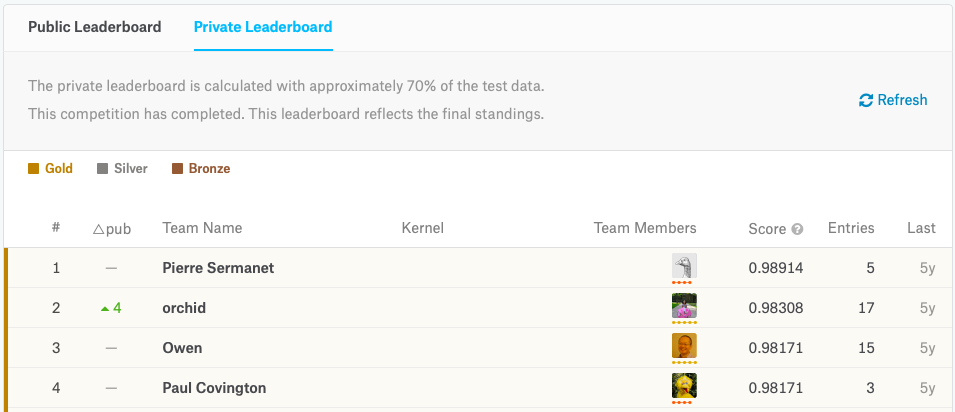 Public Leaderboard Private Leaderboard
The private leaderboard is calculated with approximately 70% of the test data.
This competition has completed. This leaderboard reflects the final standings.
Refresh
Gold Silver Bronze
# △pub Team Name Kernel Team Members Score ? Entries Last
1 — Pierre Sermanet 0.98914 5 5y
2 ▲ 4 orchid 0.98308 17 5y
3 — Owen 0.98171 15 5y
4 — Paul Covington 0.98171 3 5y